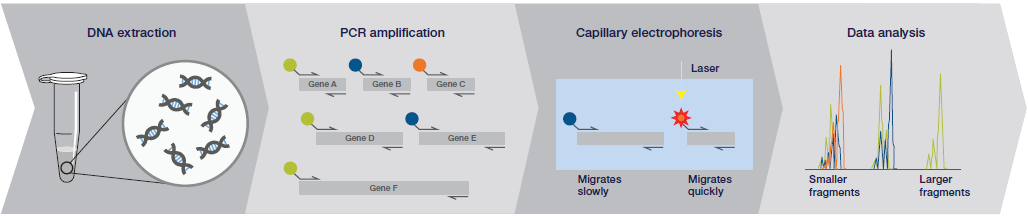 DNA extraction
PCR amplification
Gene A
Gene B
Gene C
Gene D
Gene E
Gene F
Capillary electrophoresis
Laser
Migrates
slowly
Migrates
quickly
Data analysis
Smaller
fragments
Larger
fragments